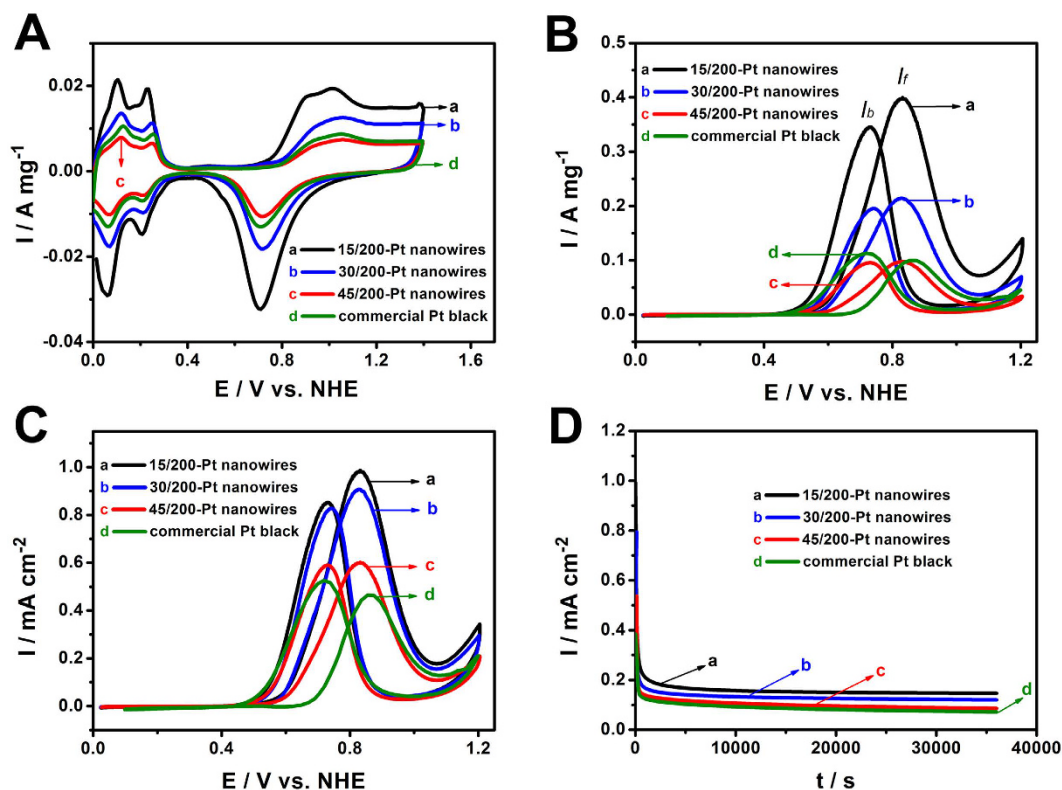 A
I / A mg-1
0.02
0.00
-0.02
-0.04
0.0 0.4 0.8 1.2 1.6
E / V vs. NHE
a
b
d
c
a 15/200-Pt nanowires
b 30/200-Pt nanowires
c 45/200-Pt nanowires
d commercial Pt black
B
I / A mg-1
0.5
0.4
0.3
0.2
0.1
0.0
0.0 0.4 0.8 1.2
E / V vs. NHE
a 15/200-Pt nanowires
b 30/200-Pt nanowires
c 45/200-Pt nanowires
d commercial Pt black
If
Ib
a
b
d
c
C
I / mA cm-2
1.0
0.8
0.6
0.4
0.2
0.0
0.0 0.4 0.8 1.2
E / V vs. NHE
a 15/200-Pt nanowires
b 30/200-Pt nanowires
c 45/200-Pt nanowires
d commercial Pt black
a
b
c
d
D
I / mA cm-2
1.2
1.0
0.8
0.6
0.4
0.2
0.0
0 10000 20000 30000 40000
t / s
a 15/200-Pt nanowires
b 30/200-Pt nanowires
c 45/200-Pt nanowires
d commercial Pt black
a
b
c
d